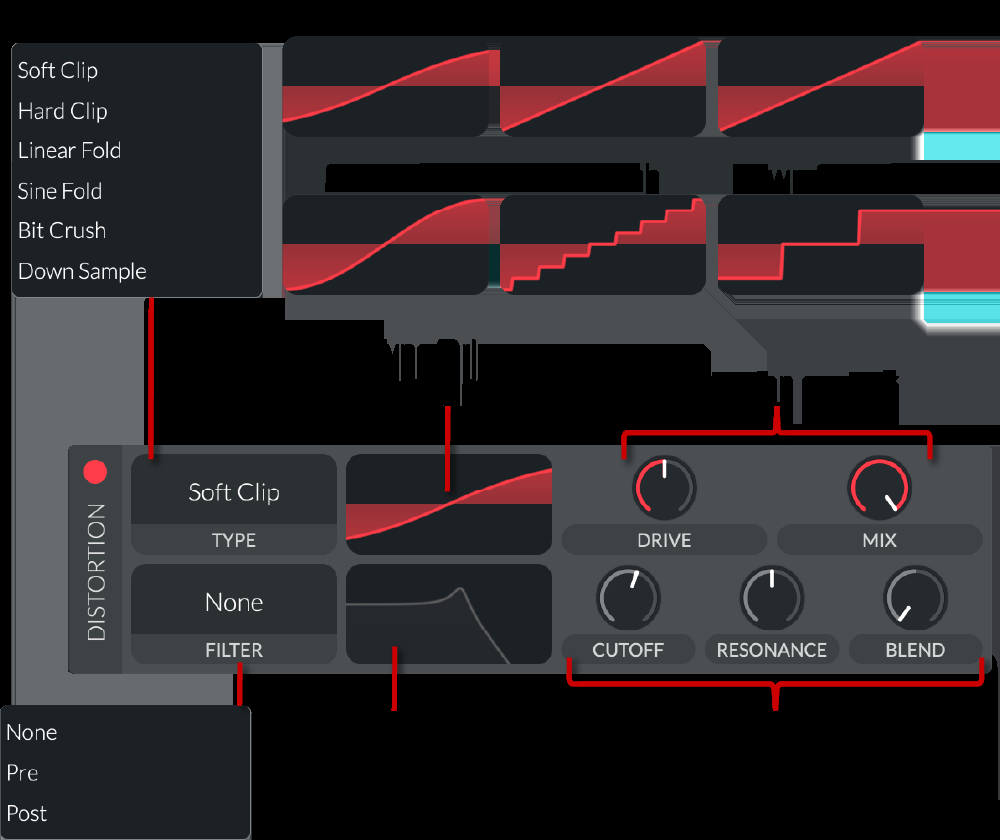 Soft Clip
Hard Clip
Linear Fold
Sine Fold
Bit Crush
Down Sample
DISTORTION
Soft Clip
TYPE
DRIVE
MIX
None
FILTER
CUTOFF
RESONANCE
BLEND
None
Pre
Post